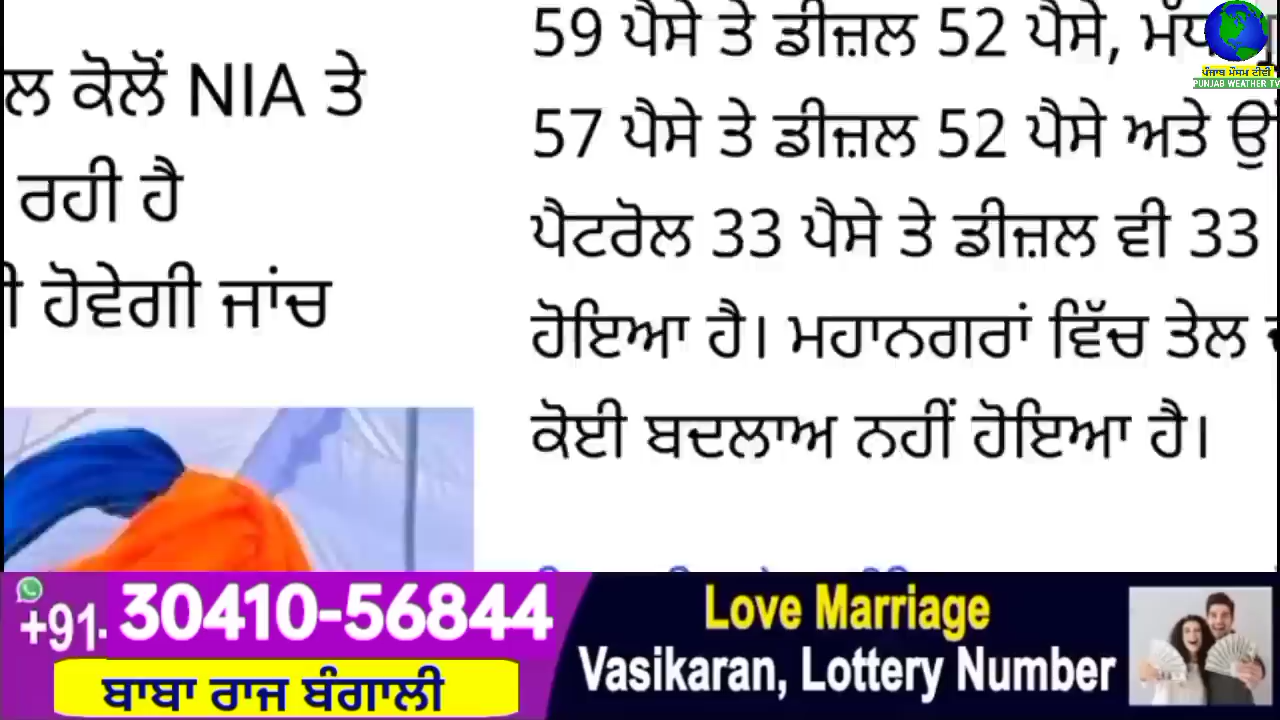 ਲ ਕੋਲੋਂ NIA ਤੇ
ਰਹੀ ਹੈ
ੀ ਹੋਵੇਗੀ ਜਾਂਚ
59 ਪੈਸੇ ਤੇ ਡੀਜ਼ਲ 52 ਪੈਸੇ,
57 ਪੈਸੇ ਤੇ ਡੀਜ਼ਲ 52 ਪੈਸੇ ਅਤੇ
ਪੈਟਰੋਲ 33 ਪੈਸੇ ਤੇ ਡੀਜ਼ਲ ਵੀ 33
ਹੋਇਆ ਹੈ। ਮਹਾਨਗਰਾਂ ਵਿੱਚ ਤੇਲ
ਕੋਈ ਬਦਲਾਅ ਨਹੀਂ ਹੋਇਆ ਹੈ।
ਪੰਜਾਬ ਮੌਸਮ ਟੀਵੀ
PUNJAB WEATHER TV
+91-30410-56844
ਬਾਬਾ ਰਾਜ ਬੰਗਾਲੀ
Love Marriage
Vasikaran, Lottery Number